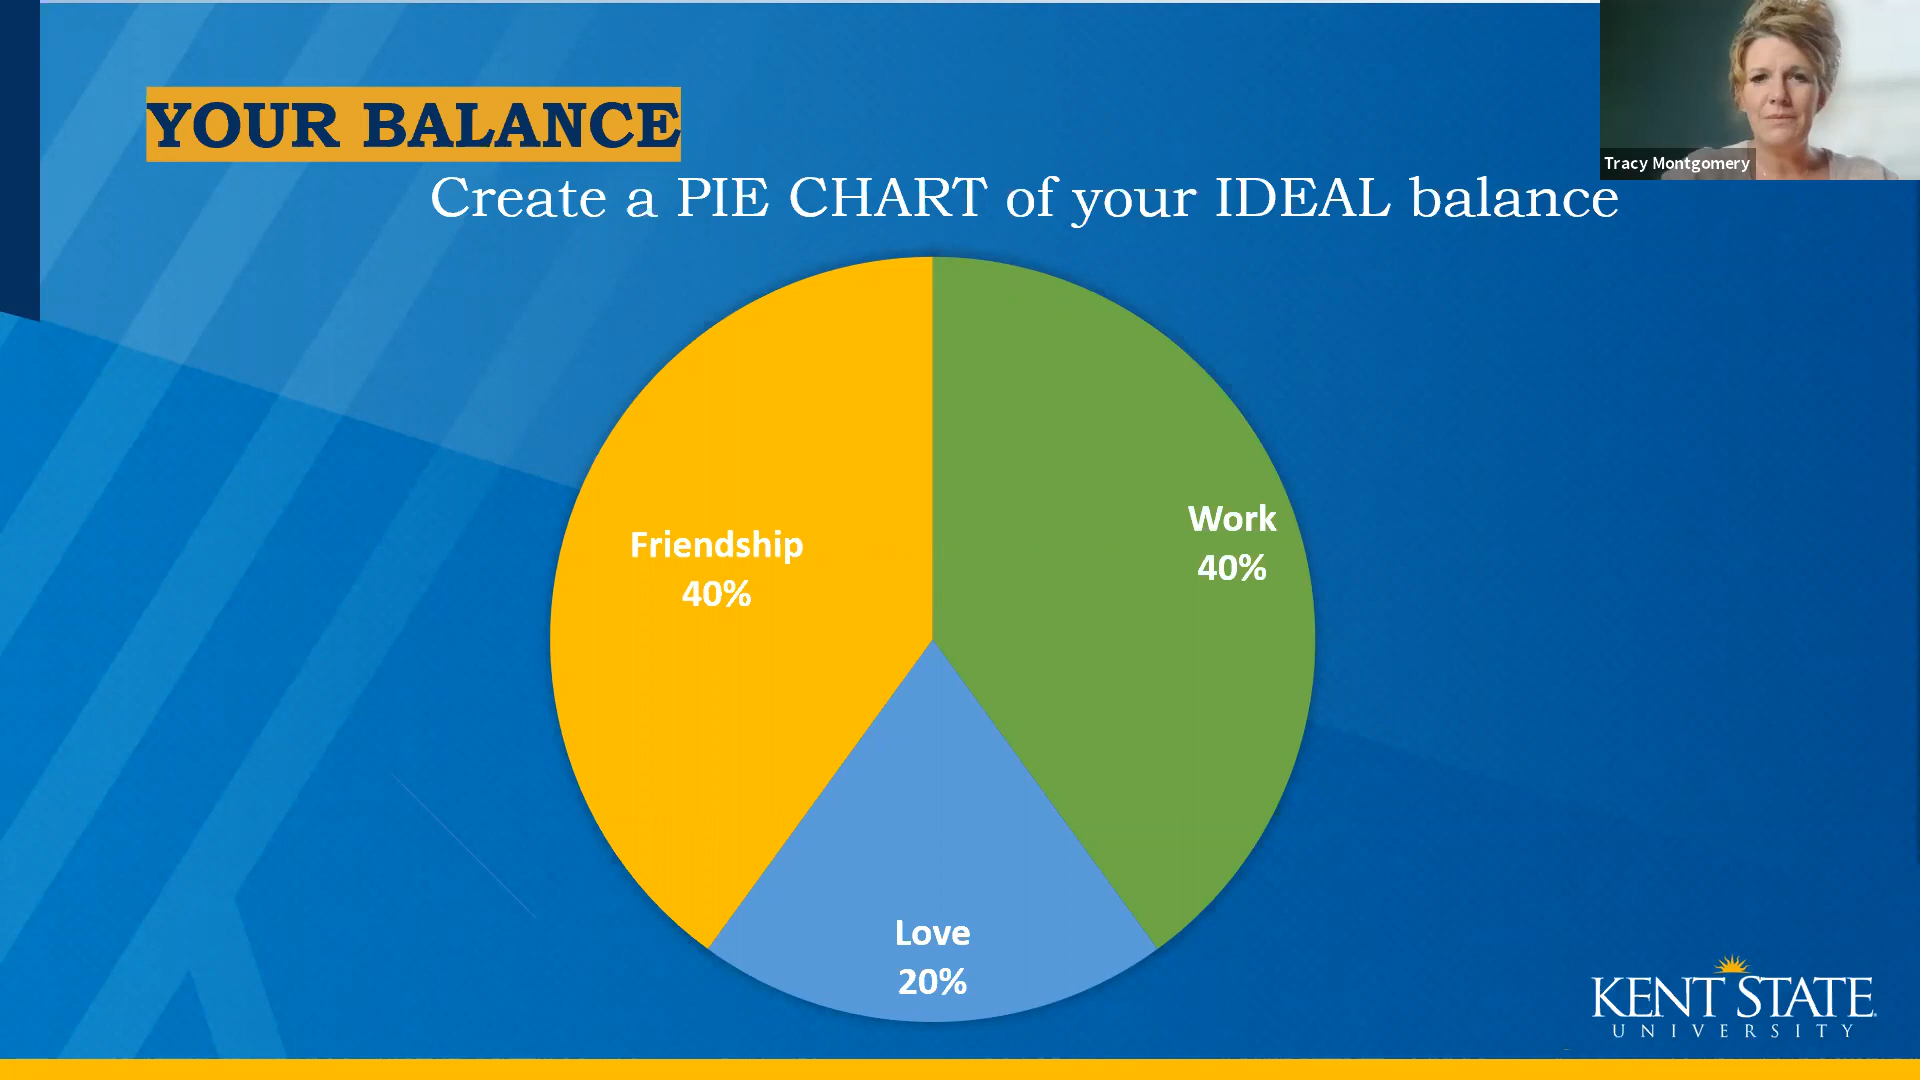 YOUR BALANCE
Tracy Montgomery
Create a PIE CHART of your IDEAL balance
Work
40%
Friendship
40%
Love
20%
KENT STATE
UNIVERSITY